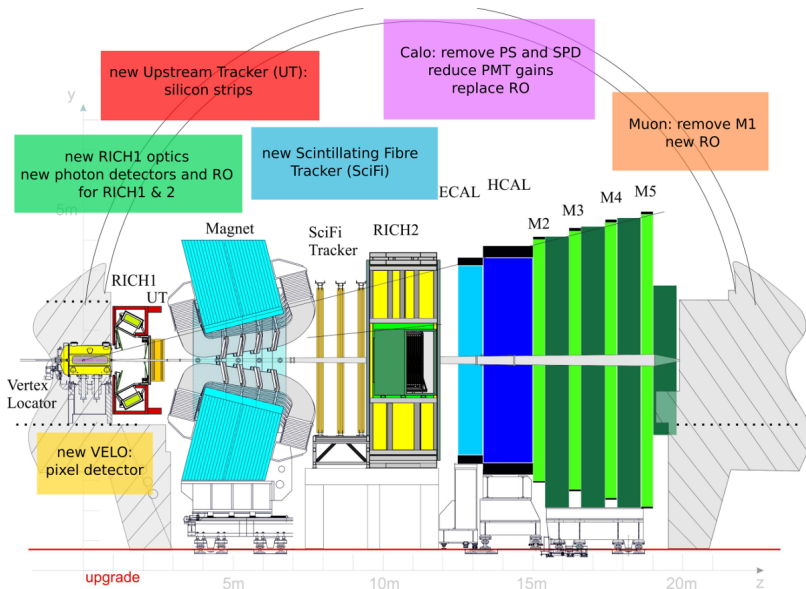 new Upstream Tracker (UT):
silicon strips
Calo: remove PS and SPD
reduce PMT gains
replace RO
Muon: remove M1
new RO
new RICH1 optics
new photon detectors and RO
for RICH1 & 2
new Scintillating Fibre
Tracker (SciFi)
y
5m
ECAL
HCAL
M2
M3
M4
M5
Magnet
SciFi
Tracker
RICH2
RICH1
UT
Vertex
Locator
new VELO:
pixel detector
upgrade
5m
10m
15m
20m
z